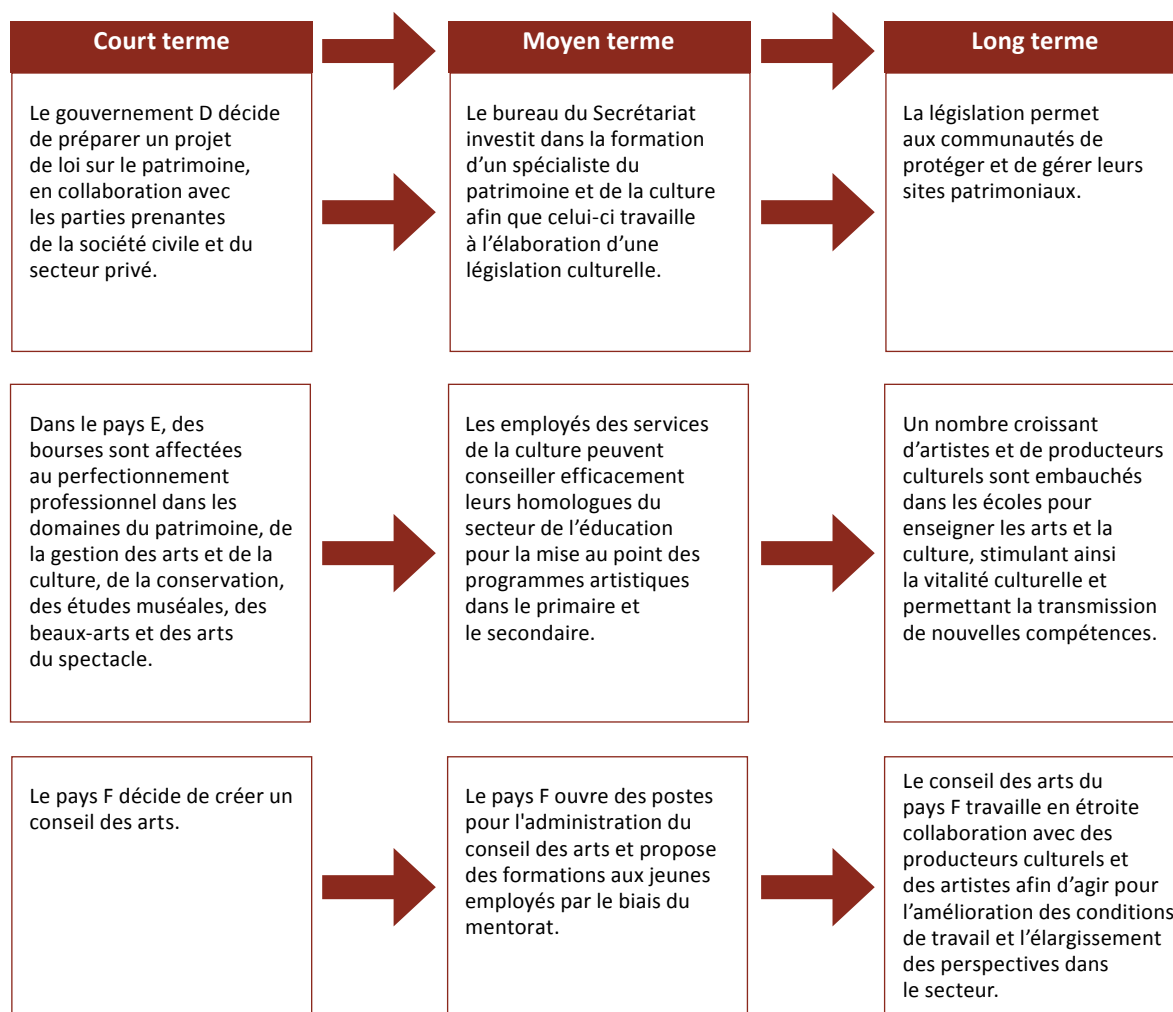 Court terme
Moyen terme
Long terme
Le gouvernement D décide
de préparer un projet
de loi sur le patrimoine,
en collaboration avec
les parties prenantes
de la société civile et du
secteur privé.
Le bureau du Secrétariat
investit dans la formation
d’un spécialiste du
patrimoine et de la culture
afin que celui-ci travaille
à l’élaboration d’une
législation culturelle.
La législation permet
aux communautés de
protéger et de gérer leurs
sites patrimoniaux.
Dans le pays E, des
bourses sont affectées
au perfectionnement
professionnel dans les
domaines du patrimoine, de
la gestion des arts et de la
culture, de la conservation,
des études muséales, des
beaux-arts et des arts
du spectacle.
Les employés des services
de la culture peuvent
conseiller efficacement
leurs homologues du
secteur de l’éducation
pour la mise au point des
programmes artistiques
dans le primaire et
le secondaire.
Un nombre croissant
d’artistes et de producteurs
culturels sont embauchés
dans les écoles pour
enseigner les arts et la
culture, stimulant ainsi
la vitalité culturelle et
permettant la transmission
de nouvelles compétences.
Le pays F décide de créer un
conseil des arts.
Le pays F ouvre des postes
pour l'administration du
conseil des arts et propose
des formations aux jeunes
employés par le biais du
mentorat.
Le conseil des arts du
pays F travaille en étroite
collaboration avec des
producteurs culturels et
des artistes afin d’agir pour
l’amélioration des conditions
de travail et l’élargissement
des perspectives dans
le secteur.